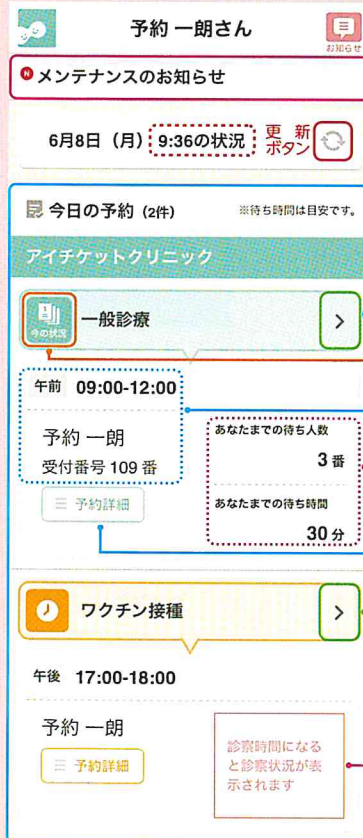 予約 一朗さん
お知らせ
N メンテナンスのお知らせ
6月8日（月） 9:36の状況 更新ボタン
今日の予約（2件） ※待ち時間は目安です。
アイチケットクリニック
今の状況
一般診療
午前 09:00-12:00
予約 一朗
受付番号 109 番
予約詳細
あなたまでの待ち人数
3 番
あなたまでの待ち時間
30 分
ワクチン接種
午後 17:00-18:00
予約 一朗
予約詳細
診察時間になる
と診察状況が表
示されます